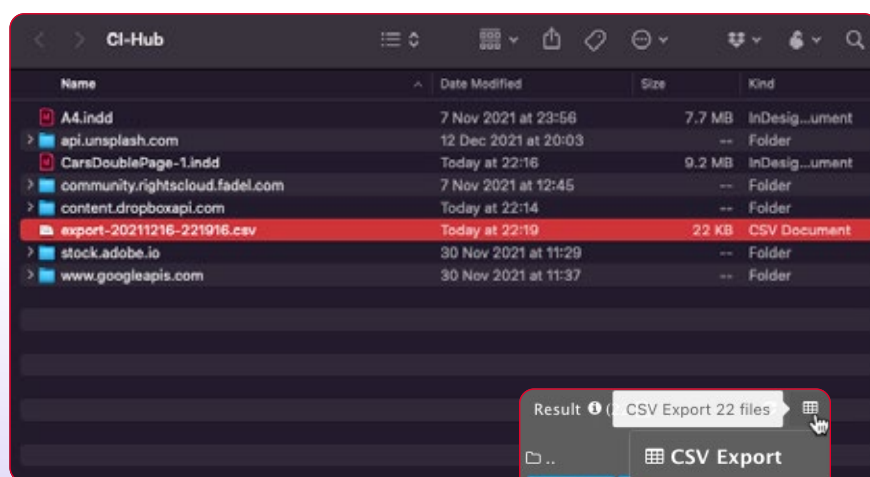 CI-Hub
Name Date Modified Size Kind
A4.indd 7 Nov 2021 at 23:56 7.7 MB InDesig...ument
api.unsplash.com 12 Dec 2021 at 20:03 -- Folder
CarsDoublePage-1.indd Today at 22:16 9.2 MB InDesig...ument
community.rightscloud.fadel.com 7 Nov 2021 at 12:45 -- Folder
content.dropboxapi.com Today at 22:14 -- Folder
export-20211216-221916.csv Today at 22:19 22 KB CSV Document
stock.adobe.io 30 Nov 2021 at 11:29 -- Folder
www.googleapis.com 30 Nov 2021 at 11:37 -- Folder
Result CSV Export 22 files
.. CSV Export